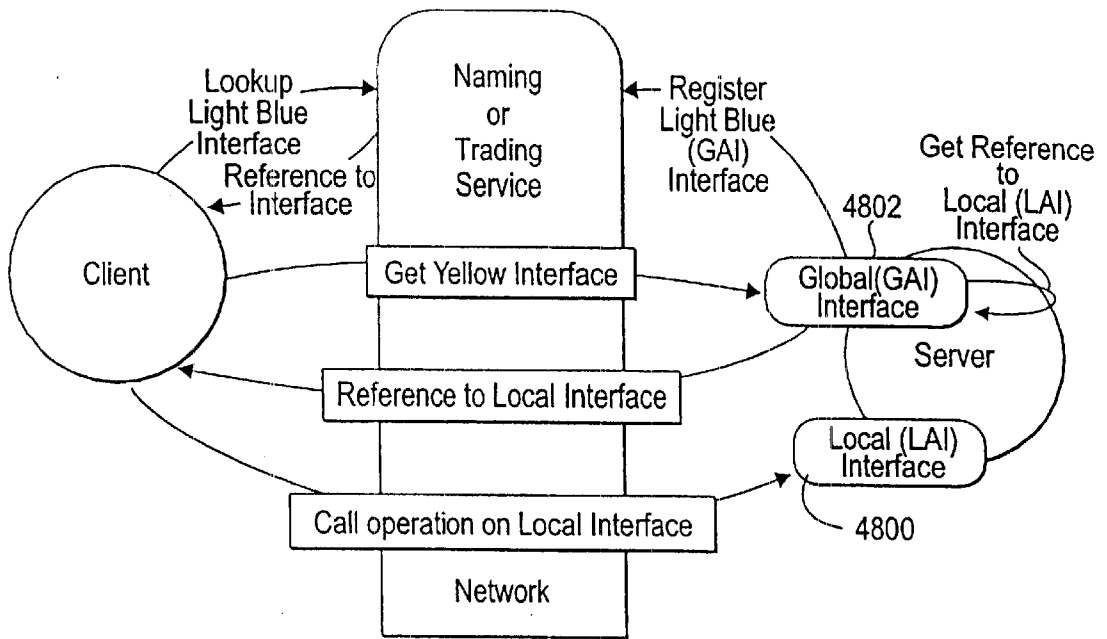 Lookup
Light Blue
Interface
Reference to
Interface
Naming
or
Trading
Service
Register
Light Blue
(GAI)
Interface
Get Reference
to
Local (LAI)
Interface
4802
Client
Get Yellow Interface
Global(GAI)
Interface
Server
Reference to Local Interface
Local (LAI)
Interface
Call operation on Local Interface
4800
Network